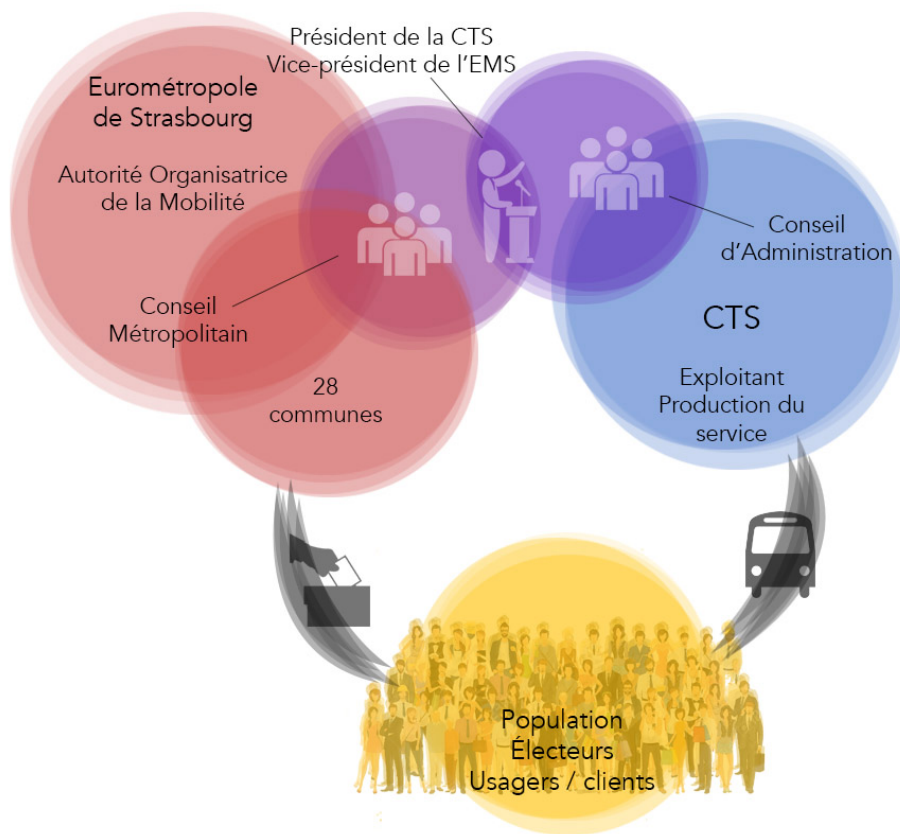 Président de la CTS
Vice-président de l'EMS
Eurométropole
de Strasbourg
Autorité Organisatrice
de la Mobilité
Conseil
Métropolitain
28
communes
Conseil
d'Administration
CTS
Exploitant
Production du
service
Population
Électeurs
Usagers / clients